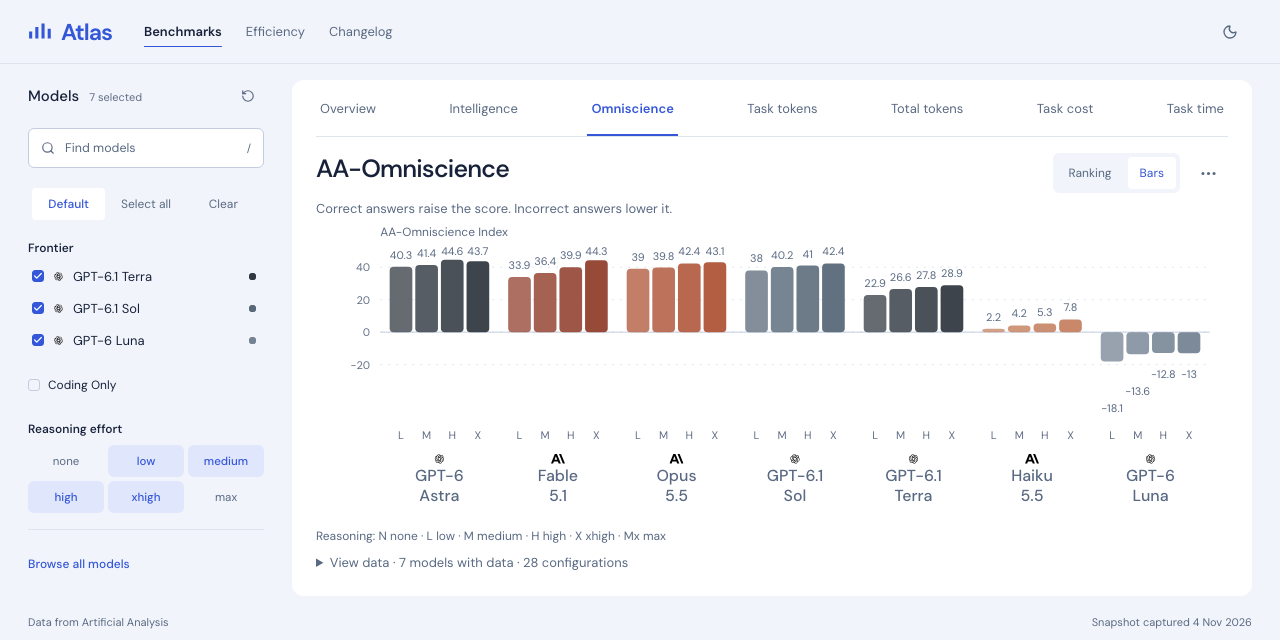 Atlas
Benchmarks Efficiency Changelog
Models 7 selected
Find models /
Default Select all Clear
Frontier
GPT-6.1 Terra
GPT-6.1 Sol
GPT-6 Luna
Coding Only
Reasoning effort
none low medium
high xhigh max
Browse all models
Overview Intelligence Omniscience Task tokens Total tokens Task cost Task time
AA-Omniscience
Ranking Bars
Correct answers raise the score. Incorrect answers lower it.
AA-Omniscience Index
40.3 41.4 44.6 43.7 33.9 36.4 39.9 44.3 39 39.8 42.4 43.1 38 40.2 41 42.4 22.9 26.6 27.8 28.9 2.2 4.2 5.3 7.8
40
20
0
−20
−12.8 −13
−13.6
−18.1
L M H X L M H X L M H X L M H X L M H X L M H X L M H X
GPT-6 Astra
Fable 5.1
Opus 5.5
GPT-6.1 Sol
GPT-6.1 Terra
Haiku 5.5
GPT-6 Luna
Reasoning: N none · L low · M medium · H high · X xhigh · Mx max
View data · 7 models with data · 28 configurations
Data from Artificial Analysis
Snapshot captured 4 Nov 2026